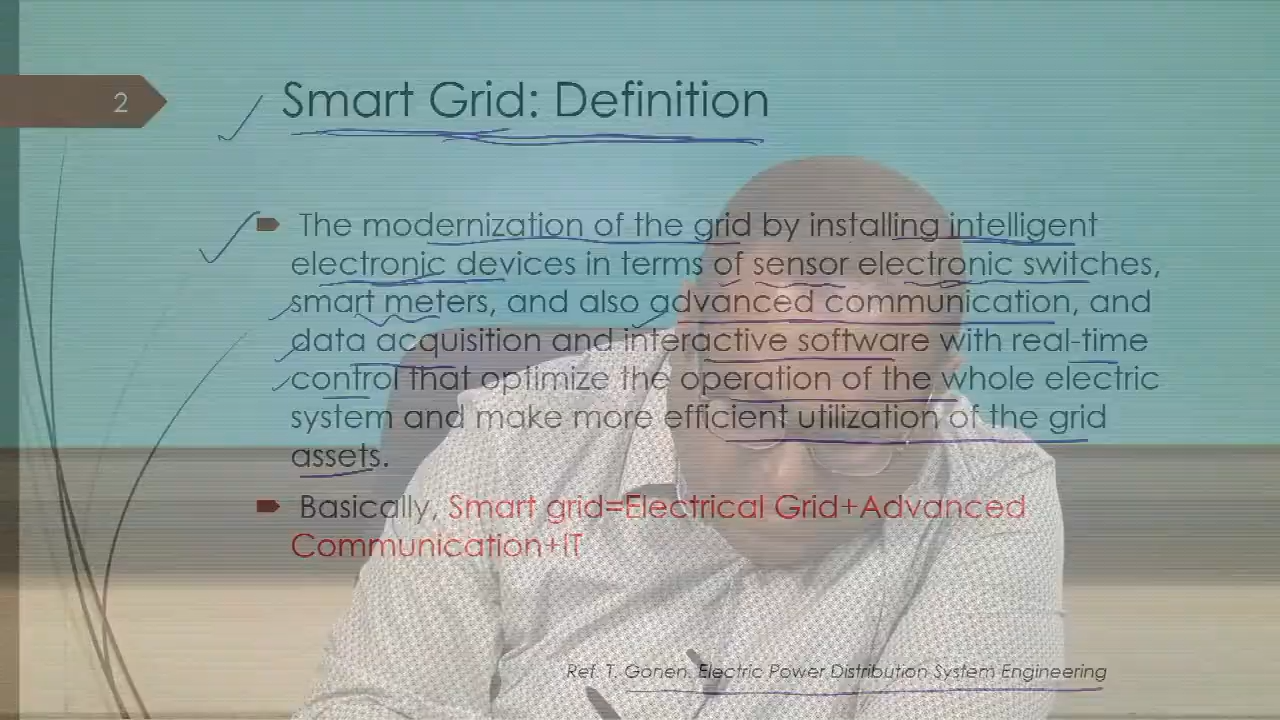 2
Smart Grid: Definition
The modernization of the grid by installing intelligent
electronic devices in terms of sensor electronic switches,
smart meters, and also advanced communication, and
data acquisition and interactive software with real-time
control that optimize the operation of the whole electric
system and make more efficient utilization of the grid
assets.
Basically, Smart grid=Electrical Grid+Advanced
Communication+IT
Ref. T. Gonen, Electric Power Distribution System Engineering